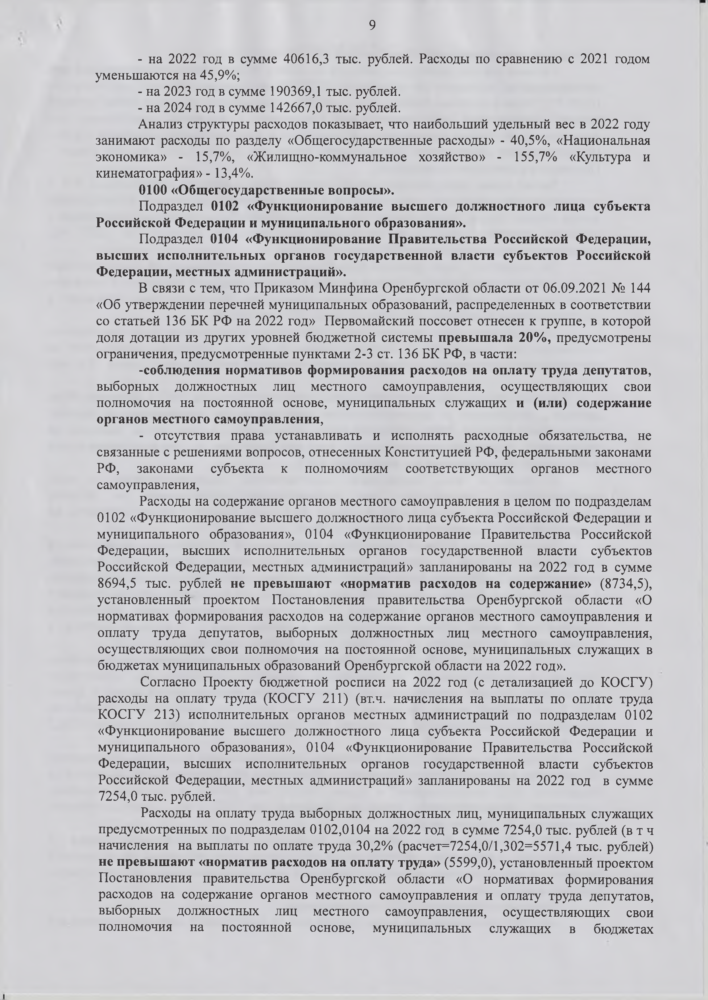 9
- на 2022 год в сумме 40616,3 тыс. рублей. Расходы по сравнению с 2021 годом
уменьшаются на 45,9%;
- на 2023 год в сумме 190369,1 тыс. рублей.
- на 2024 год в сумме 142667,0 тыс. рублей.
Анализ структуры расходов показывает, что наибольший удельный вес в 2022 году
занимают расходы по разделу «Общегосударственные расходы» - 40,5%, «Национальная
экономика» - 15,7%, «Жилищно-коммунальное хозяйство» - 155,7% «Культура и
кинематография» - 13,4%.
0100 «Общегосударственные вопросы».
Подраздел 0102 «Функционирование высшего должностного лица субъекта
Российской Федерации и муниципального образования».
Подраздел 0104 «Функционирование Правительства Российской Федерации,
высших исполнительных органов государственной власти субъектов Российской
Федерации, местных администраций».
В связи с тем, что Приказом Минфина Оренбургской области от 06.09.2021 № 144
«Об утверждении перечней муниципальных образований, распределенных в соответствии
со статьей 136 БК РФ на 2022 год» Первомайский поссовет отнесен к группе, в которой
доля дотации из других уровней бюджетной системы превышала 20%, предусмотрены
ограничения, предусмотренные пунктами 2-3 ст. 136 БК РФ, в части:
-соблюдения нормативов формирования расходов на оплату труда депутатов,
выборных должностных лиц местного самоуправления, осуществляющих свои
полномочия на постоянной основе, муниципальных служащих и (или) содержание
органов местного самоуправления,
- отсутствия права устанавливать и исполнять расходные обязательства, не
связанные с решениями вопросов, отнесенных Конституцией РФ, федеральными законами
РФ, законами субъекта к полномочиям соответствующих органов местного
самоуправления,
Расходы на содержание органов местного самоуправления в целом по подразделам
0102 «Функционирование высшего должностного лица субъекта Российской Федерации и
муниципального образования», 0104 «Функционирование Правительства Российской
Федерации, высших исполнительных органов государственной власти субъектов
Российской Федерации, местных администраций» запланированы на 2022 год в сумме
8694,5 тыс. рублей не превышают «норматив расходов на содержание» (8734,5),
установленный проектом Постановления правительства Оренбургской области «О
нормативах формирования расходов на содержание органов местного самоуправления и
оплату труда депутатов, выборных должностных лиц местного самоуправления,
осуществляющих свои полномочия на постоянной основе, муниципальных служащих в
бюджетах муниципальных образований Оренбургской области на 2022 год».
Согласно Проекту бюджетной росписи на 2022 год (с детализацией до КОСГУ)
расходы на оплату труда (КОСГУ 211) (вт.ч. начисления на выплаты по оплате труда
КОСГУ 213) исполнительных органов местных администраций по подразделам 0102
«Функционирование высшего должностного лица субъекта Российской Федерации и
муниципального образования», 0104 «Функционирование Правительства Российской
Федерации, высших исполнительных органов государственной власти субъектов
Российской Федерации, местных администраций» запланированы на 2022 год в сумме
7254,0 тыс. рублей.
Расходы на оплату труда выборных должностных лиц, муниципальных служащих
предусмотренных по подразделам 0102,0104 на 2022 год в сумме 7254,0 тыс. рублей (в т ч
начисления на выплаты по оплате труда 30,2% (расчет=7254,0/1,302=5571,4 тыс. рублей)
не превышают «норматив расходов на оплату труда» (5599,0), установленный проектом
Постановления правительства Оренбургской области «О нормативах формирования
расходов на содержание органов местного самоуправления и оплату труда депутатов,
выборных должностных лиц местного самоуправления, осуществляющих свои
полномочия на постоянной основе, муниципальных служащих в бюджетах